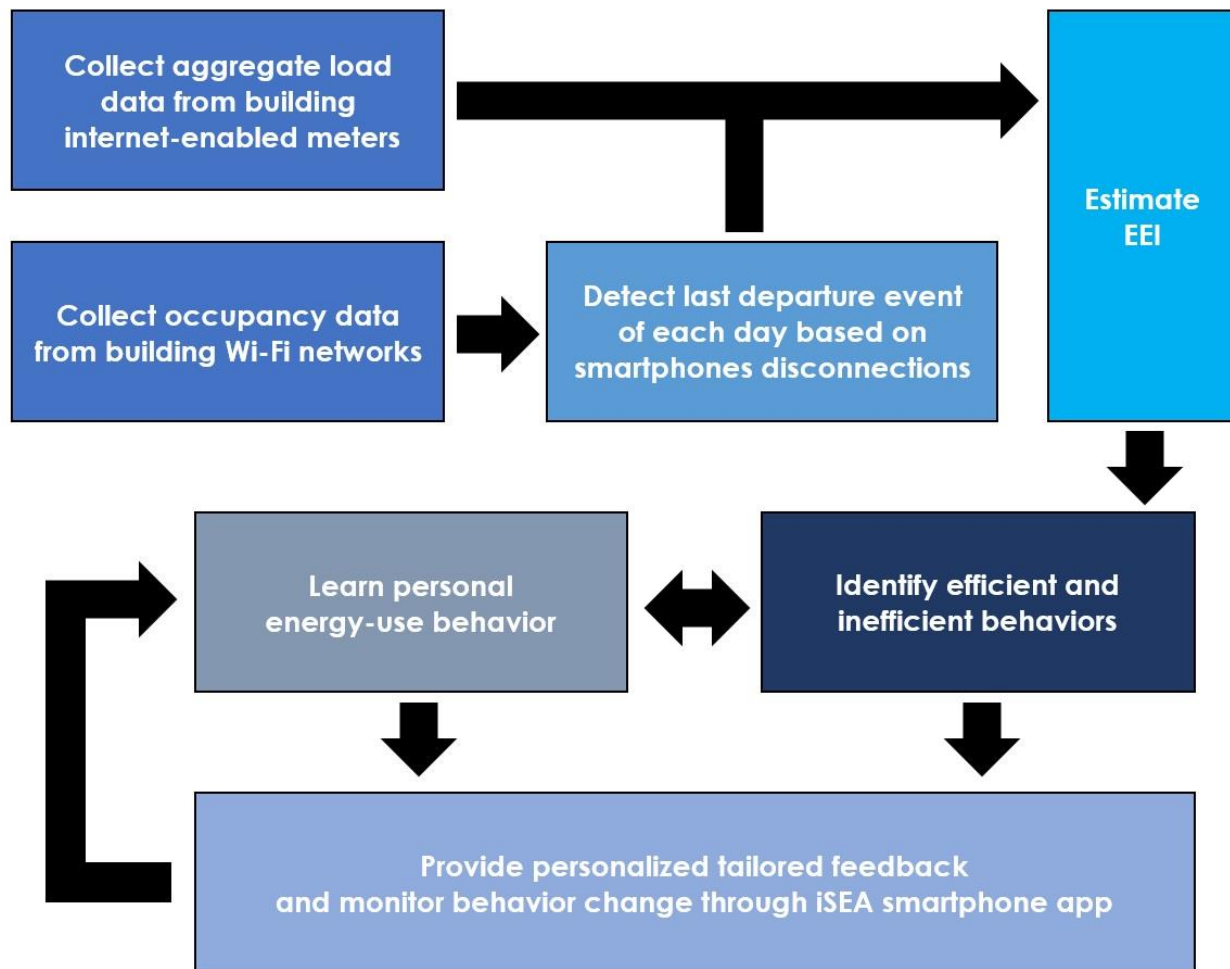 Collect aggregate load
data from building
internet-enabled meters
Estimate
EEI
Collect occupancy data
from building Wi-Fi networks
Detect last departure event
of each day based on
smartphones disconnections
Learn personal
energy-use behavior
Identify efficient and
inefficient behaviors
Provide personalized tailored feedback
and monitor behavior change through iSEA smartphone app